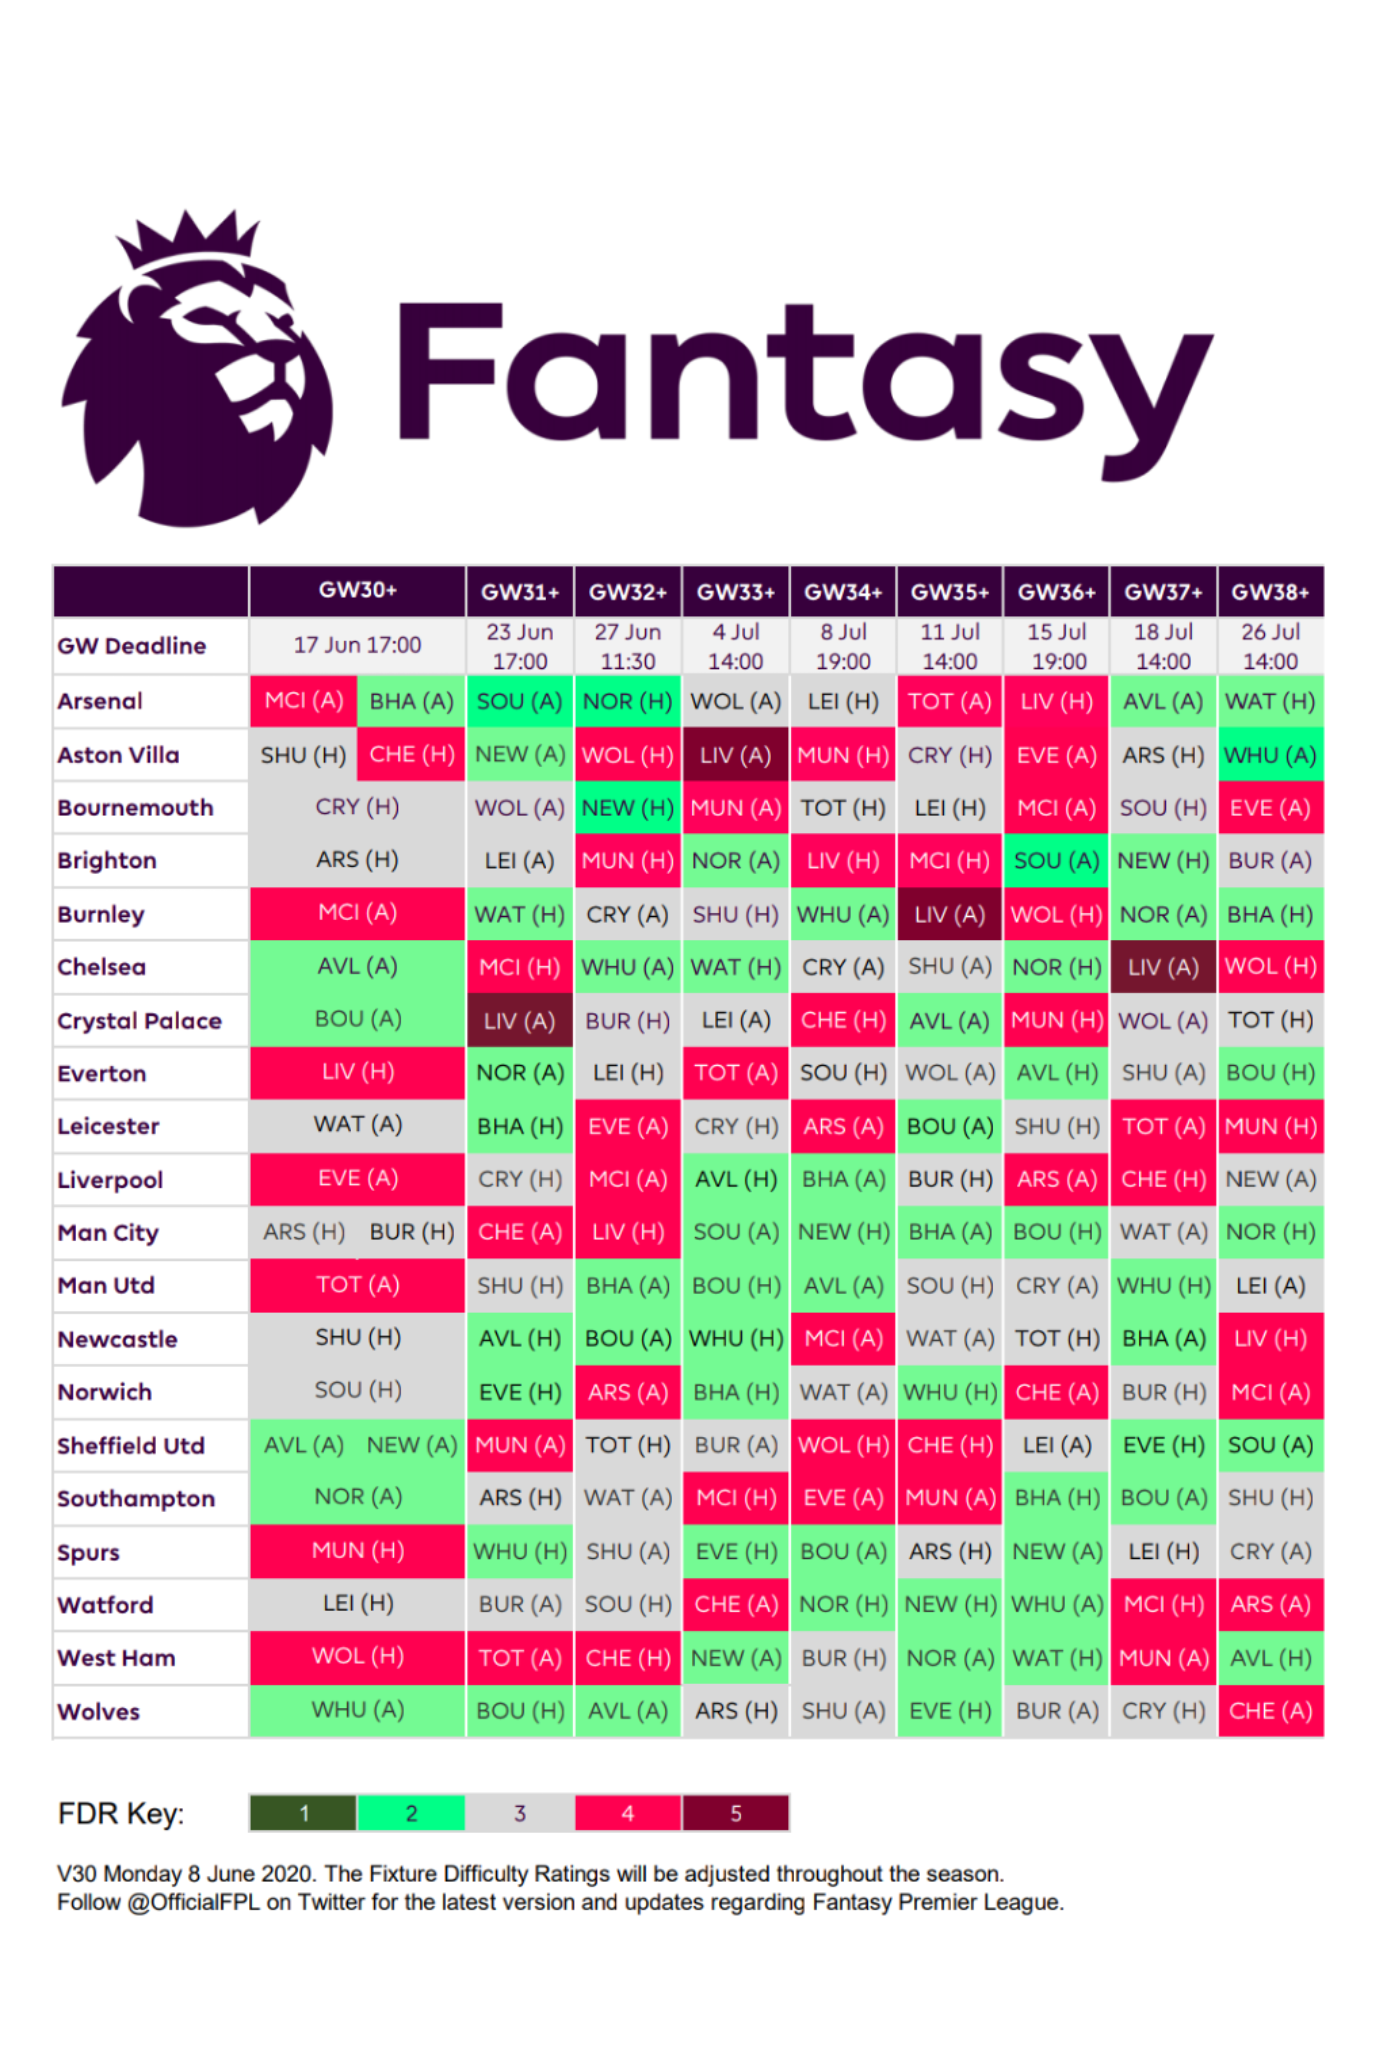 Fantasy
GW30+ GW31+ GW32+ GW33+ GW34+ GW35+ GW36+ GW37+ GW38+
GW Deadline 17 Jun 17:00 23 Jun 17:00 27 Jun 11:30 4 Jul 14:00 8 Jul 19:00 11 Jul 14:00 15 Jul 19:00 18 Jul 14:00 26 Jul 14:00
Arsenal MCI (A) BHA (A) SOU (A) NOR (H) WOL (A) LEI (H) TOT (A) LIV (H) AVL (A) WAT (H)
Aston Villa SHU (H) CHE (H) NEW (A) WOL (H) LIV (A) MUN (H) CRY (H) EVE (A) ARS (H) WHU (A)
Bournemouth CRY (H) WOL (A) NEW (H) MUN (A) TOT (H) LEI (H) MCI (A) SOU (H) EVE (A)
Brighton ARS (H) LEI (A) MUN (H) NOR (A) LIV (H) MCI (H) SOU (A) NEW (H) BUR (A)
Burnley MCI (A) WAT (H) CRY (A) SHU (H) WHU (A) LIV (A) WOL (H) NOR (A) BHA (H)
Chelsea AVL (A) MCI (H) WHU (A) WAT (H) CRY (A) SHU (A) NOR (H) LIV (A) WOL (H)
Crystal Palace BOU (A) LIV (A) BUR (H) LEI (A) CHE (H) AVL (A) MUN (H) WOL (A) TOT (H)
Everton LIV (H) NOR (A) LEI (H) TOT (A) SOU (H) WOL (A) AVL (H) SHU (A) BOU (H)
Leicester WAT (A) BHA (H) EVE (A) CRY (H) ARS (A) BOU (A) SHU (H) TOT (A) MUN (H)
Liverpool EVE (A) CRY (H) MCI (A) AVL (H) BHA (A) BUR (H) ARS (A) CHE (H) NEW (A)
Man City ARS (H) BUR (H) CHE (A) LIV (H) SOU (A) NEW (H) BHA (A) BOU (H) WAT (A) NOR (H)
Man Utd TOT (A) SHU (H) BHA (A) BOU (H) AVL (A) SOU (H) CRY (A) WHU (H) LEI (A)
Newcastle SHU (H) AVL (H) BOU (A) WHU (H) MCI (A) WAT (A) TOT (H) BHA (A) LIV (H)
Norwich SOU (H) EVE (H) ARS (A) BHA (H) WAT (A) WHU (H) CHE (A) BUR (H) MCI (A)
Sheffield Utd AVL (A) NEW (A) MUN (A) TOT (H) BUR (A) WOL (H) CHE (H) LEI (A) EVE (H) SOU (A)
Southampton NOR (A) ARS (H) WAT (A) MCI (H) EVE (A) MUN (A) BHA (H) BOU (A) SHU (H)
Spurs MUN (H) WHU (H) SHU (A) EVE (H) BOU (A) ARS (H) NEW (A) LEI (H) CRY (A)
Watford LEI (H) BUR (A) SOU (H) CHE (A) NOR (H) NEW (H) WHU (A) MCI (H) ARS (A)
West Ham WOL (H) TOT (A) CHE (H) NEW (A) BUR (H) NOR (A) WAT (H) MUN (A) AVL (H)
Wolves WHU (A) BOU (H) AVL (A) ARS (H) SHU (A) EVE (H) BUR (A) CRY (H) CHE (A)
FDR Key: 1 2 3 4 5
V30 Monday 8 June 2020. The Fixture Difficulty Ratings will be adjusted throughout the season.
Follow @OfficialFPL on Twitter for the latest version and updates regarding Fantasy Premier League.